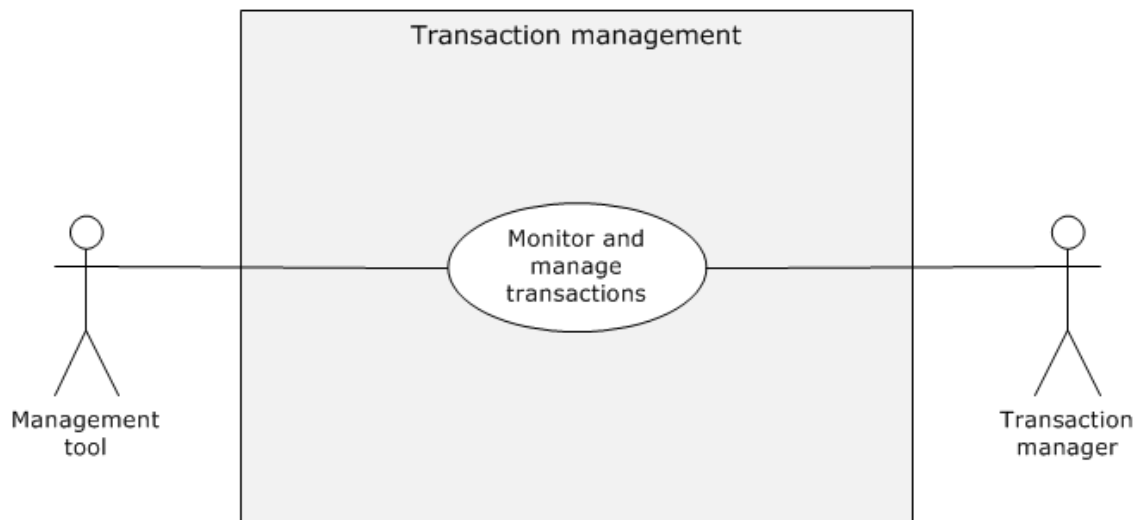 Transaction management
Monitor and
manage
transactions
Management
tool
Transaction
manager